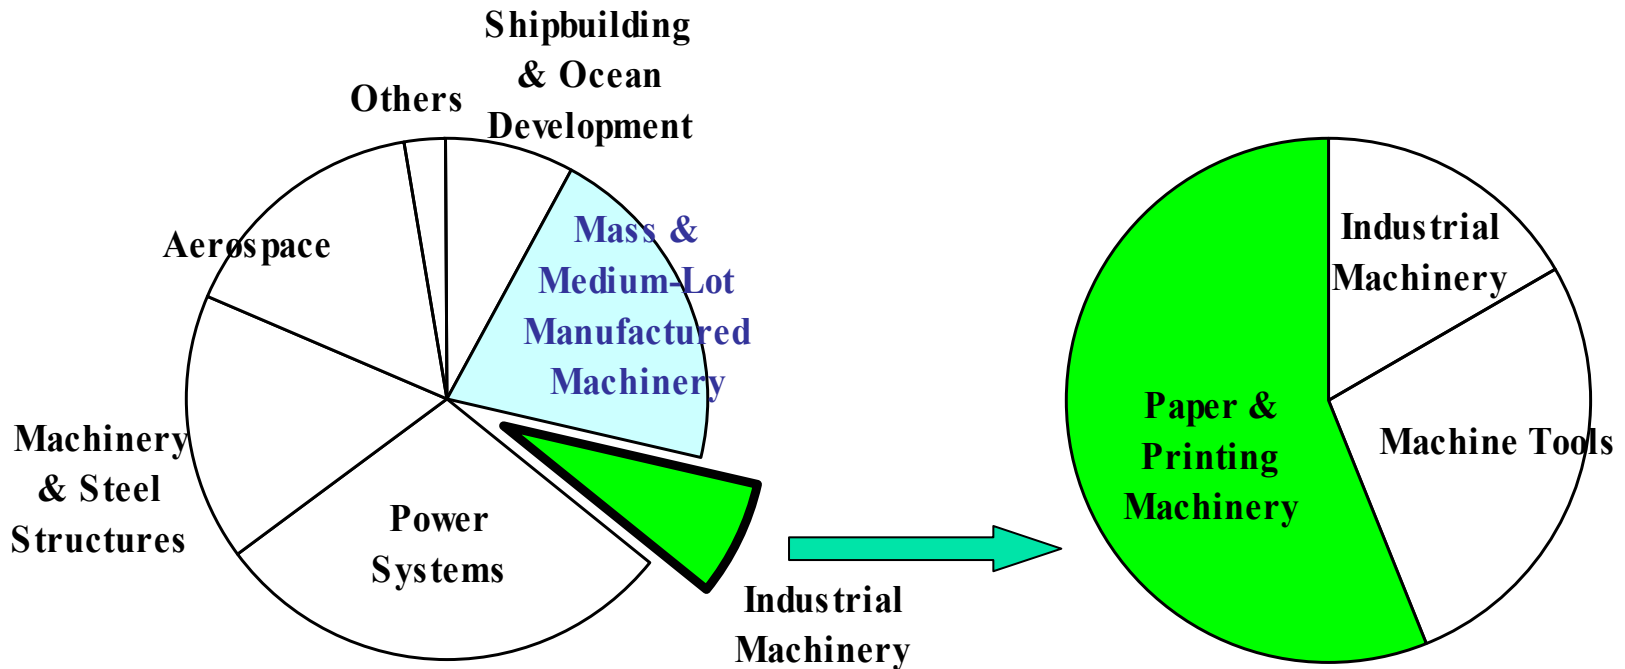 Shipbuilding
& Ocean
Development
Others
Aerospace
Mass &
Medium-Lot
Manufactured
Machinery
Machinery
& Steel
Structures
Power
Systems
Industrial
Machinery
Industrial
Machinery
Paper &
Printing
Machinery
Machine Tools